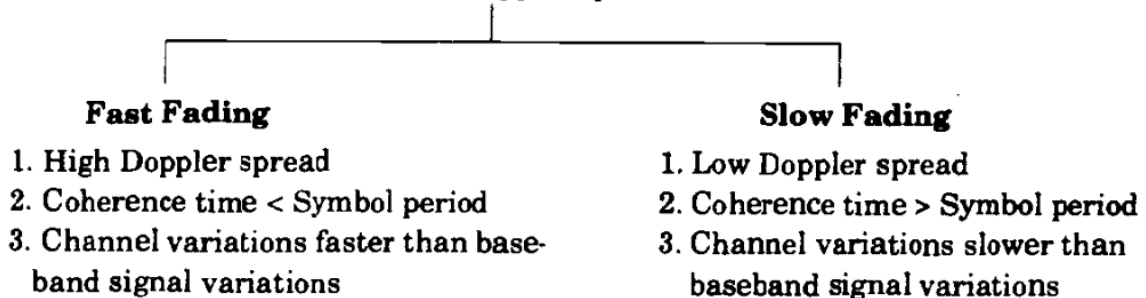 Fast Fading
1. High Doppler spread
2. Coherence time < Symbol period
3. Channel variations faster than base-
band signal variations
Slow Fading
1. Low Doppler spread
2. Coherence time > Symbol period
3. Channel variations slower than
baseband signal variations